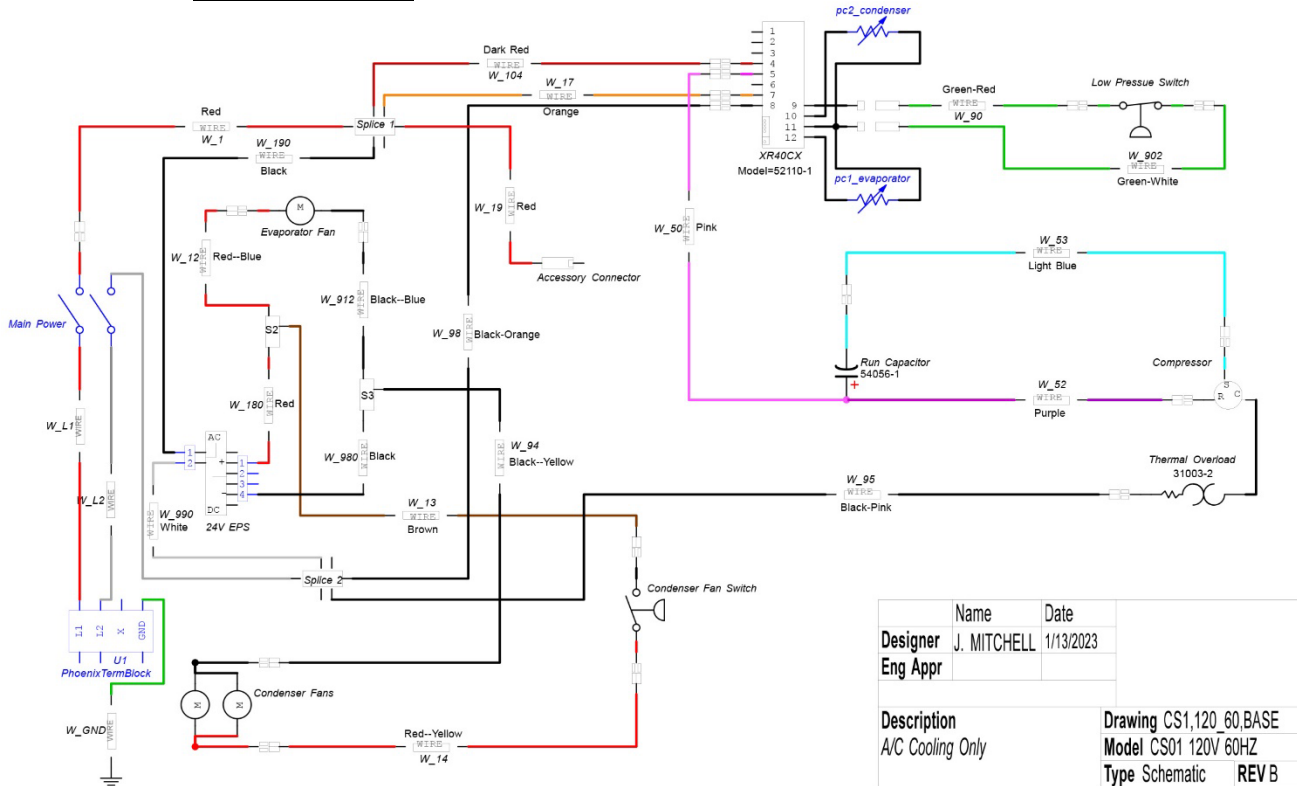 pc2_condenser
1
2
3
4
5
6
7
8
9
10
11
12
XR40CX
Model=52110-1
Dark Red
WIRE
W_104
W_17
WIRE
Orange
Green-Red
WIRE
W_90
Low Pressue Switch
W_902
WIRE
Green-White
pc1_evaporator
Red
WIRE
W_1
Splice 1
W_190
WIRE
Black
M
Evaporator Fan
W_19
WIRE
Red
Accessory Connector
W_50
WIRE
Pink
W_53
WIRE
Light Blue
W_12
WIRE
Red--Blue
W_912
WIRE
Black--Blue
W_98
WIRE
Black-Orange
Main Power
S2
Run Capacitor
54056-1
+
Compressor
S
R
C
W_52
WIRE
Purple
W_180
WIRE
Red
S3
W_L1
WIRE
AC
1
2
+
-
DC
1
2
3
4
24V EPS
W_980
WIRE
Black
W_94
WIRE
Black--Yellow
Thermal Overload
31003-2
W_95
WIRE
Black-Pink
W_L2
WIRE
W_990
WIRE
White
W_13
WIRE
Brown
Splice 2
Condenser Fan Switch
L1
L2
X
GND
U1
PhoenixTermBlock
M
M
Condenser Fans
W_GND
WIRE
Red--Yellow
WIRE
W_14
Name Date
Designer J. MITCHELL 1/13/2023
Eng Appr
Description
A/C Cooling Only
Drawing CS1,120_60,BASE
Model CS01 120V 60HZ
Type Schematic REV B